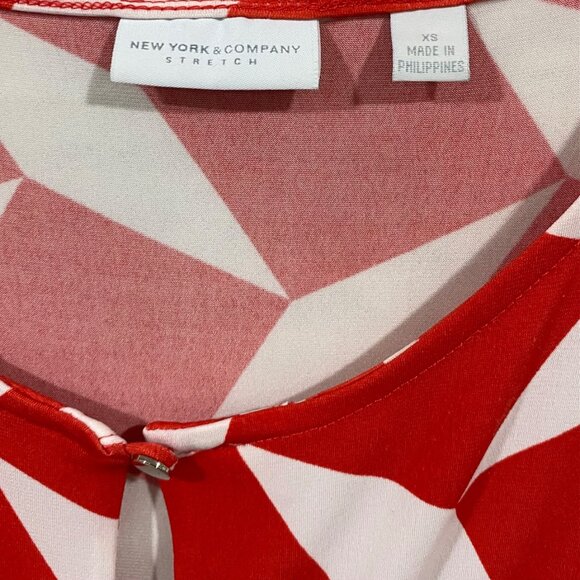 NEW YORK & COMPANY
STRETCH
XS
MADE IN
PHILIPPINES